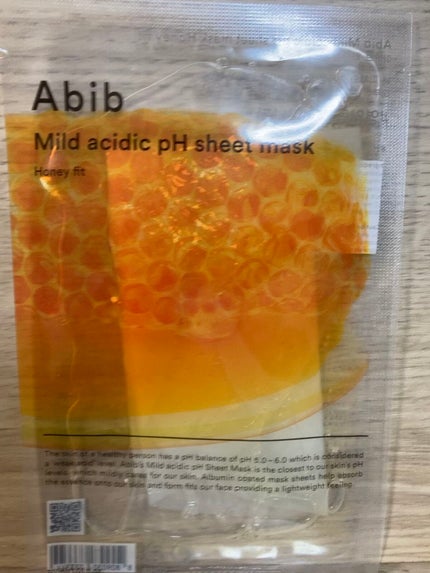 Abib
Mild acidic pH sheet mask
Honey fit
The skin of a healthy person has a pH balance of pH 5.0-6.0 which is considered
a 'weak acid' level. Abib's Mild acidic pH Sheet Mask is the closest to our skin's pH
levels, which mildly cares for our skin. Albumin coated mask sheets help absorb
the essence onto our skin and form fits our face providing a lightweight feeling.